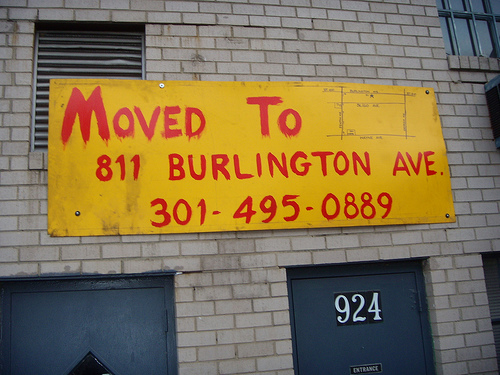 MOVED TO
811 BURLINGTON AVE.
301-495-0889
924
ENTRANCE